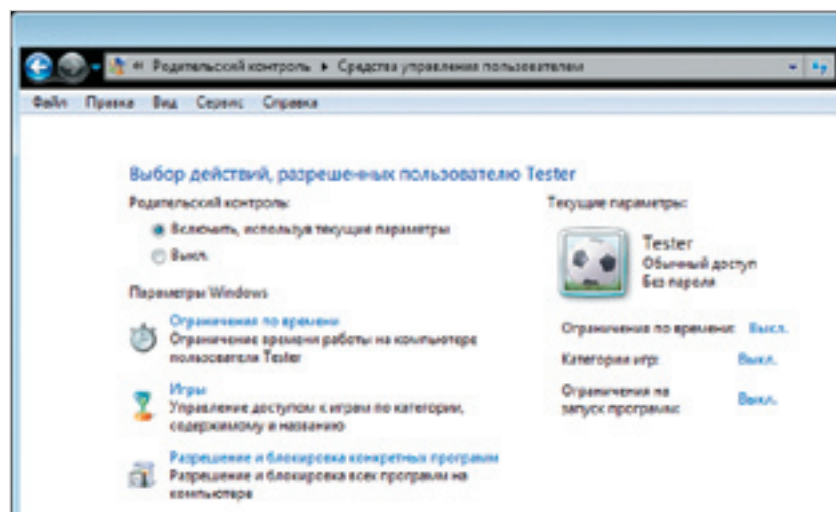 « Родительский контроль ▸ Средства управления пользователем
Файл Правка Вид Сервис Справка
Выбор действий, разрешенных пользователю Tester
Родительский контроль:
Включить, используя текущие параметры
Выкл.
Параметры Windows
Ограничения по времени
Ограничение времени работы на компьютере
пользователя Tester
Игры
Управление доступом к играм по категории,
содержимому и названию
Разрешение и блокировка конкретных программ
Разрешение и блокировка всех программ на
компьютере
Текущие параметры:
Tester
Обычный доступ
Без пароля
Ограничения по времени: Выкл.
Категории игр: Выкл.
Ограничения на
запуск программ: Выкл.